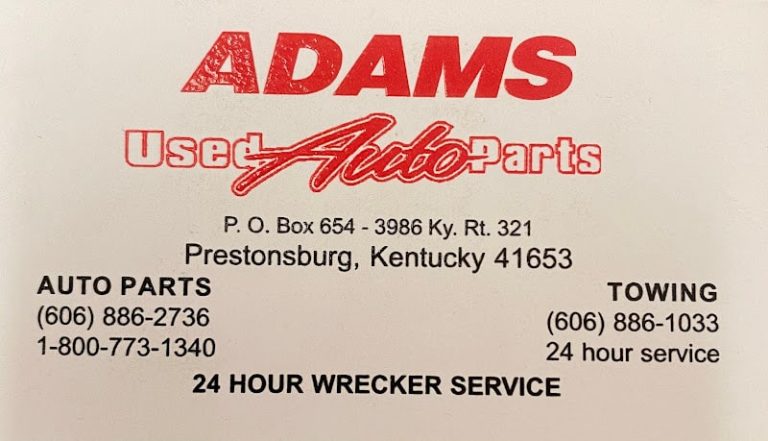 ADAMS
Used Auto Parts
P. O. Box 654 - 3986 Ky. Rt. 321
Prestonsburg, Kentucky 41653
AUTO PARTS
(606) 886-2736
1-800-773-1340
TOWING
(606) 886-1033
24 hour service
24 HOUR WRECKER SERVICE